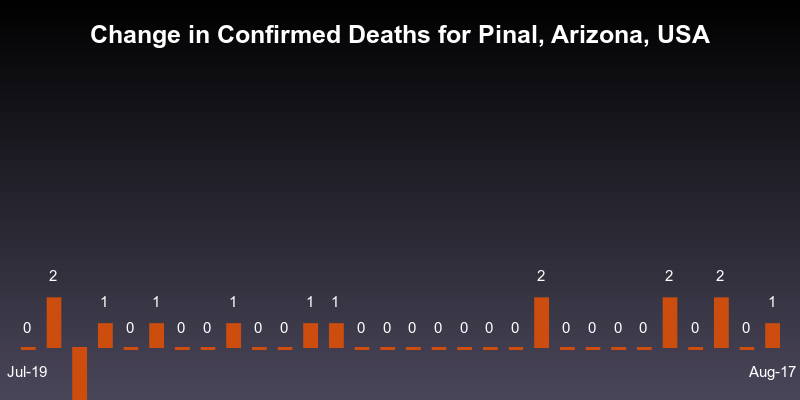 Change in Confirmed Deaths for Pinal, Arizona, USA
0 2 1 0 1 0 0 1 0 0 1 1 0 0 0 0 0 0 0 2 0 0 0 0 2 0 2 0 1
Jul-19 Aug-17